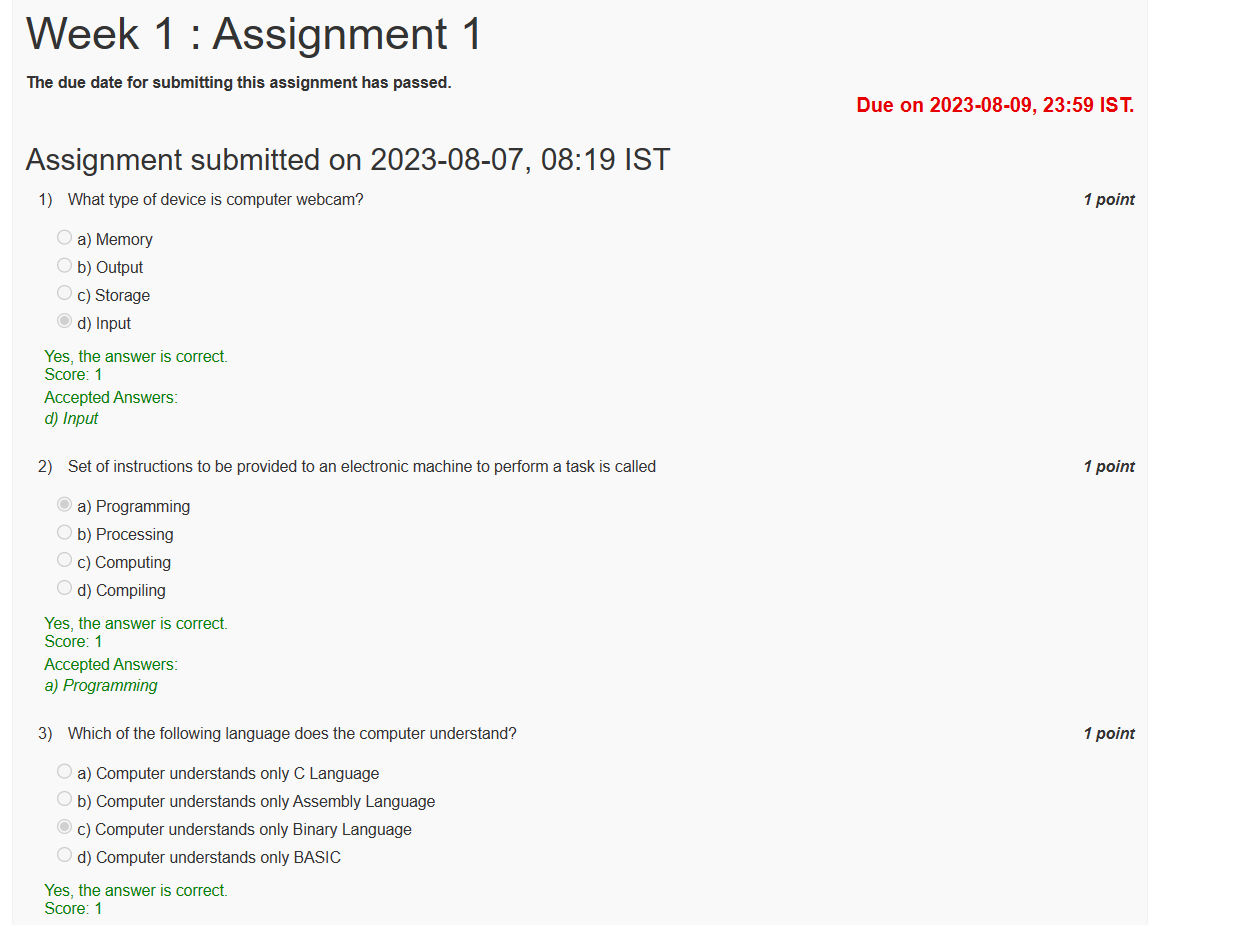 Week 1 : Assignment 1
The due date for submitting this assignment has passed.
Due on 2023-08-09, 23:59 IST.
Assignment submitted on 2023-08-07, 08:19 IST
1) What type of device is computer webcam? 1 point
a) Memory
b) Output
c) Storage
d) Input
Yes, the answer is correct.
Score: 1
Accepted Answers:
d) Input
2) Set of instructions to be provided to an electronic machine to perform a task is called 1 point
a) Programming
b) Processing
c) Computing
d) Compiling
Yes, the answer is correct.
Score: 1
Accepted Answers:
a) Programming
3) Which of the following language does the computer understand? 1 point
a) Computer understands only C Language
b) Computer understands only Assembly Language
c) Computer understands only Binary Language
d) Computer understands only BASIC
Yes, the answer is correct.
Score: 1